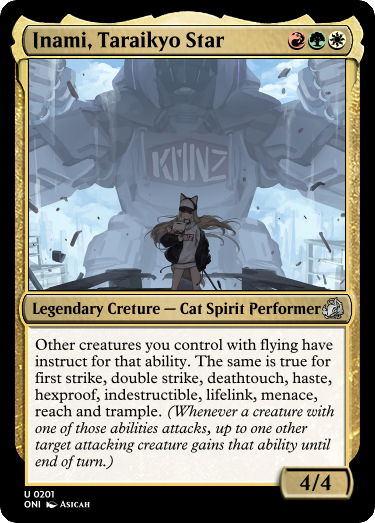 Inami, Taraikyo Star
KMNZ
Legendary Creture — Cat Spirit Performer
Other creatures you control with flying have
instruct for that ability. The same is true for
first strike, double strike, deathtouch, haste,
hexproof, indestructible, lifelink, menace,
reach and trample. (Whenever a creature with
one of those abilities attacks, up to one other
target attacking creature gains that ability until
end of turn.)
4/4
U 0201
ONI Asicah